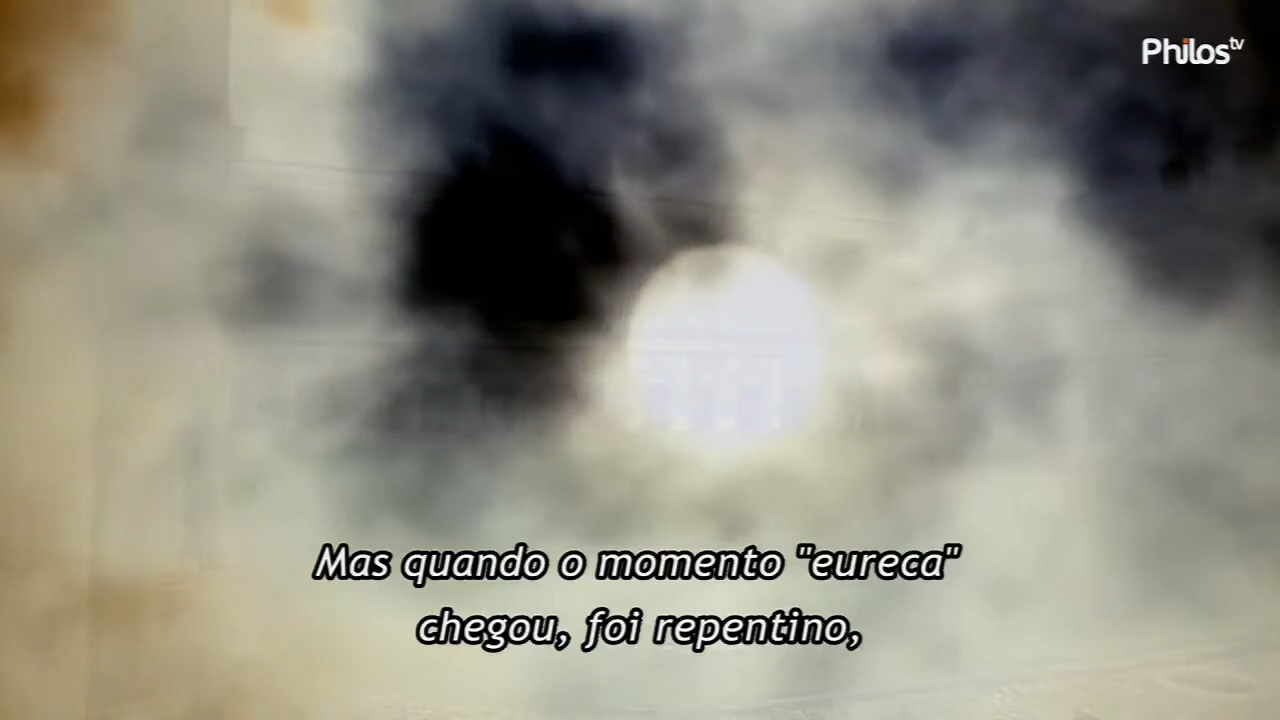 Philos tv
Mas quando o momento "eureca"
chegou, foi repentino,